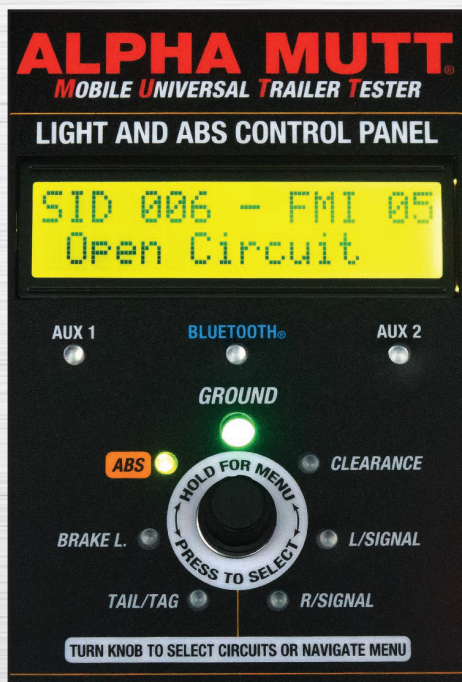 ALPHA MUTT®
MOBILE UNIVERSAL TRAILER TESTER
LIGHT AND ABS CONTROL PANEL
SID 006 - FMI 05
Open Circuit
AUX 1
BLUETOOTH®
AUX 2
GROUND
ABS
CLEARANCE
HOLD FOR MENU
PRESS TO SELECT
BRAKE L.
L/SIGNAL
TAIL/TAG
R/SIGNAL
TURN KNOB TO SELECT CIRCUITS OR NAVIGATE MENU